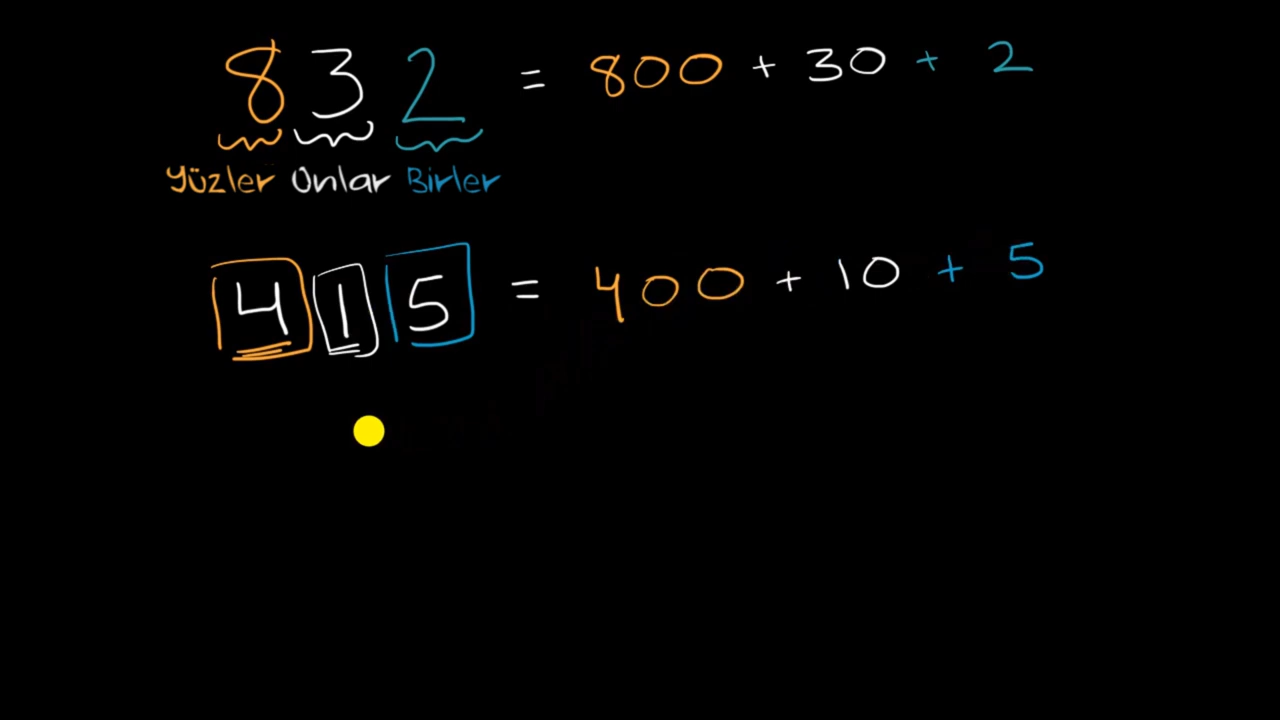 832 = 800 + 30 + 2
Yüzler Onlar Birler
415 = 400 + 10 + 5